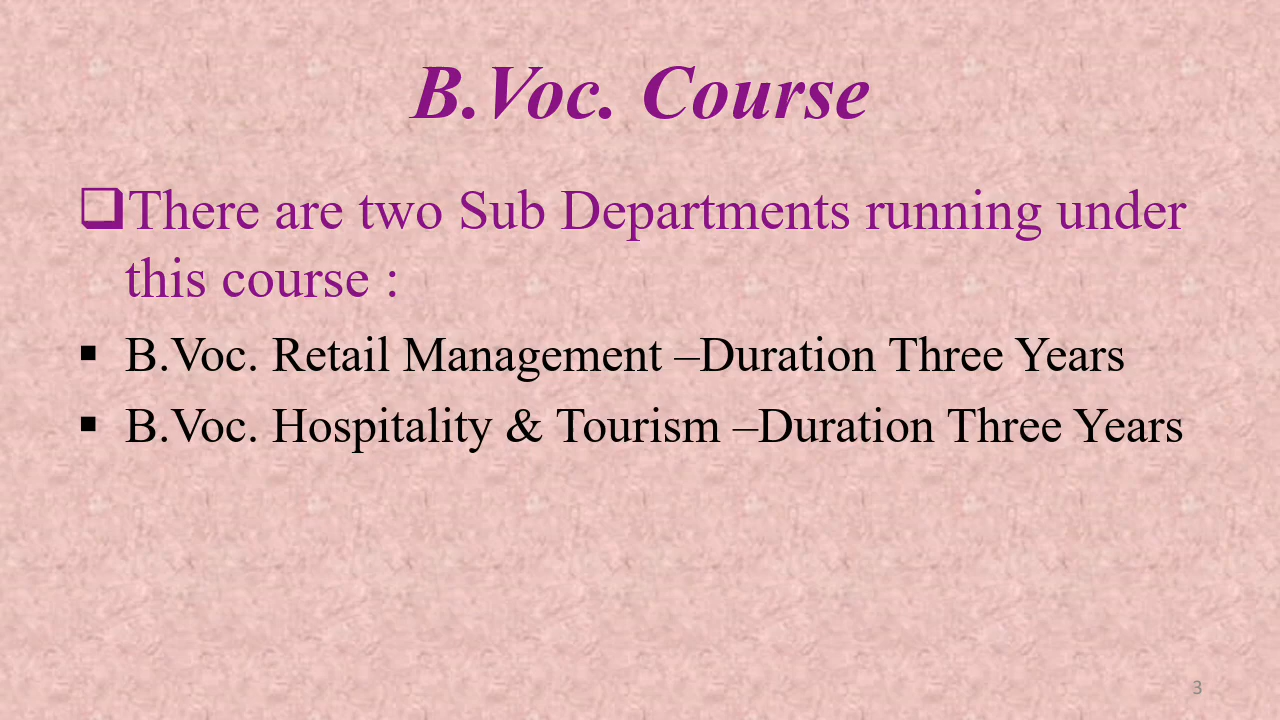 B.Voc. Course
❑There are two Sub Departments running under
this course :
▪ B.Voc. Retail Management –Duration Three Years
▪ B.Voc. Hospitality & Tourism –Duration Three Years
3